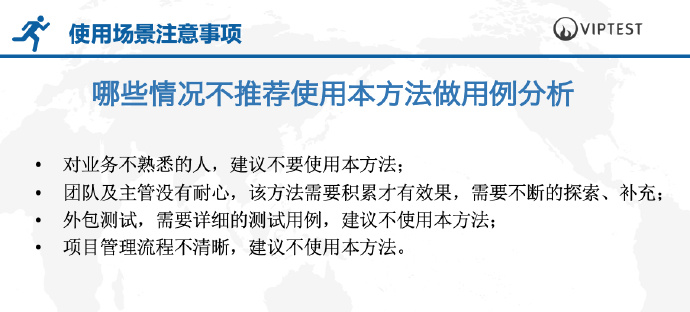 使用场景注意事项
VIPTEST
哪些情况不推荐使用本方法做用例分析
• 对业务不熟悉的人，建议不要使用本方法；
• 团队及主管没有耐心，该方法需要积累才有效果，需要不断的探索、补充；
• 外包测试，需要详细的测试用例，建议不使用本方法；
• 项目管理流程不清晰，建议不使用本方法。